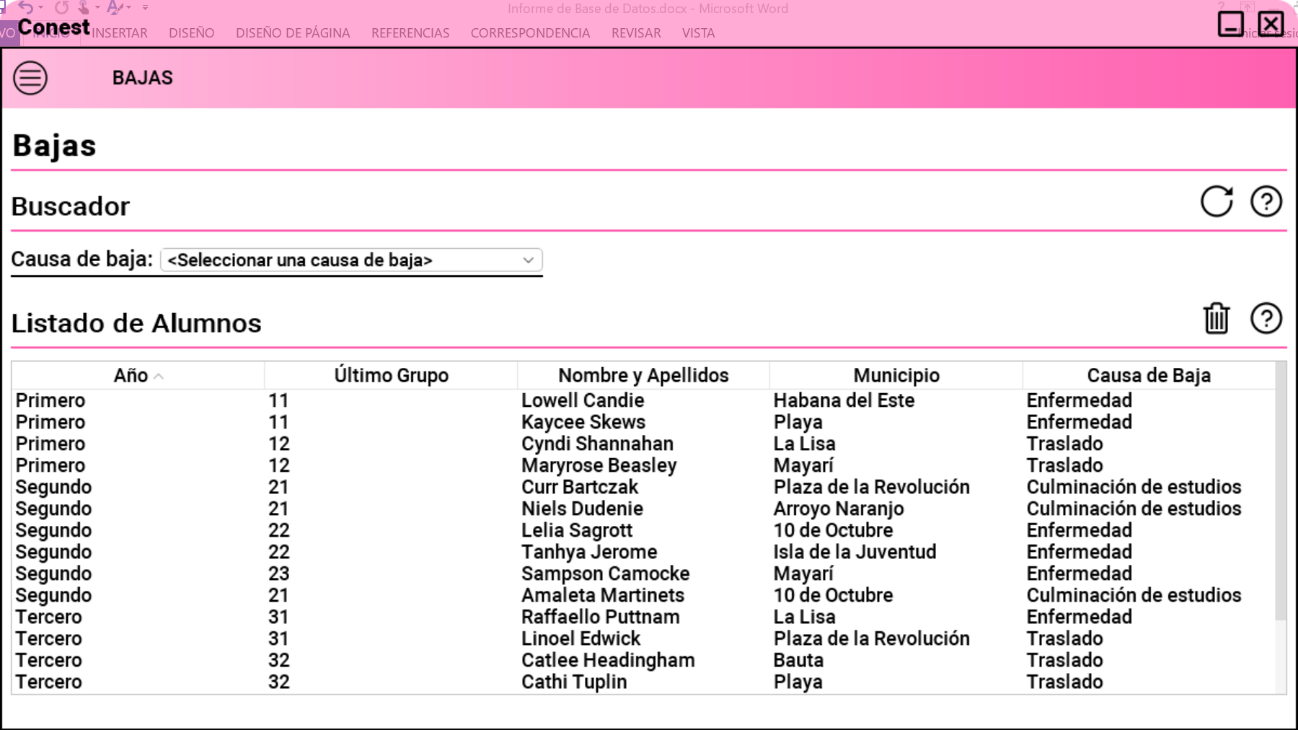 Informe de Base de Datos.docx - Microsoft Word
Conest
INSERTAR DISEÑO DISEÑO DE PÁGINA REFERENCIAS CORRESPONDENCIA REVISAR VISTA
BAJAS
Bajas
Buscador
Causa de baja: <Seleccionar una causa de baja>
Listado de Alumnos
Año Último Grupo Nombre y Apellidos Municipio Causa de Baja
Primero 11 Lowell Candie Habana del Este Enfermedad
Primero 11 Kaycee Skews Playa Enfermedad
Primero 12 Cyndi Shannahan La Lisa Traslado
Primero 12 Maryrose Beasley Mayarí Traslado
Segundo 21 Curr Bartczak Plaza de la Revolución Culminación de estudios
Segundo 21 Niels Dudenie Arroyo Naranjo Culminación de estudios
Segundo 22 Lelia Sagrott 10 de Octubre Enfermedad
Segundo 22 Tanhya Jerome Isla de la Juventud Enfermedad
Segundo 23 Sampson Camocke Mayarí Enfermedad
Segundo 21 Amaleta Martinets 10 de Octubre Culminación de estudios
Tercero 31 Raffaello Puttnam La Lisa Enfermedad
Tercero 31 Linoel Edwick Plaza de la Revolución Traslado
Tercero 32 Catlee Headingham Bauta Traslado
Tercero 32 Cathi Tuplin Playa Traslado